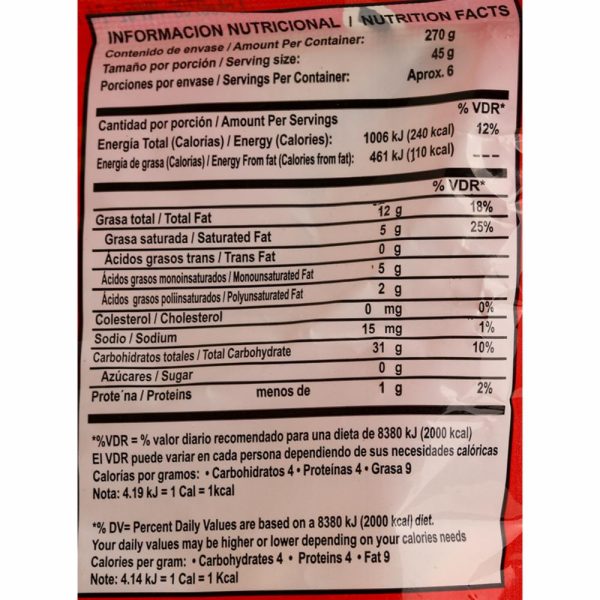 INFORMACION NUTRICIONAL | NUTRITION FACTS
Contenido de envase / Amount Per Container: 270 g
Tamaño por porción / Serving size: 45 g
Porciones por envase / Servings Per Container: Aprox. 6
% VDR*
Cantidad por porción / Amount Per Servings
Energía Total (Calorías) / Energy (Calories): 1006 kJ (240 kcal) 12%
Energía de grasa (Calorías) / Energy From fat (Calories from fat): 461 kJ (110 kcal) ---
% VDR*
Grasa total / Total Fat 12 g 18%
Grasa saturada / Saturated Fat 5 g 25%
Ácidos grasos trans / Trans Fat 0 g
Ácidos grasos monoinsaturados / Monounsaturated Fat 5 g
Ácidos grasos poliinsaturados / Polyunsaturated Fat 2 g
Colesterol / Cholesterol 0 mg 0%
Sodio / Sodium 15 mg 1%
Carbohidratos totales / Total Carbohydrate 31 g 10%
Azúcares / Sugar 0 g
Prote´na / Proteins menos de 1 g 2%
*%VDR = % valor diario recomendado para una dieta de 8380 kJ (2000 kcal)
El VDR puede variar en cada persona dependiendo de sus necesidades calóricas
Calorías por gramos: • Carbohidratos 4 • Proteínas 4 • Grasa 9
Nota: 4.19 kJ = 1 Cal = 1kcal
*% DV= Percent Daily Values are based on a 8380 kJ (2000 kcal) diet.
Your daily values may be higher or lower depending on your calories needs
Calories per gram: • Carbohydrates 4 • Proteins 4 • Fat 9
Note: 4.14 kJ = 1 Cal = 1 Kcal